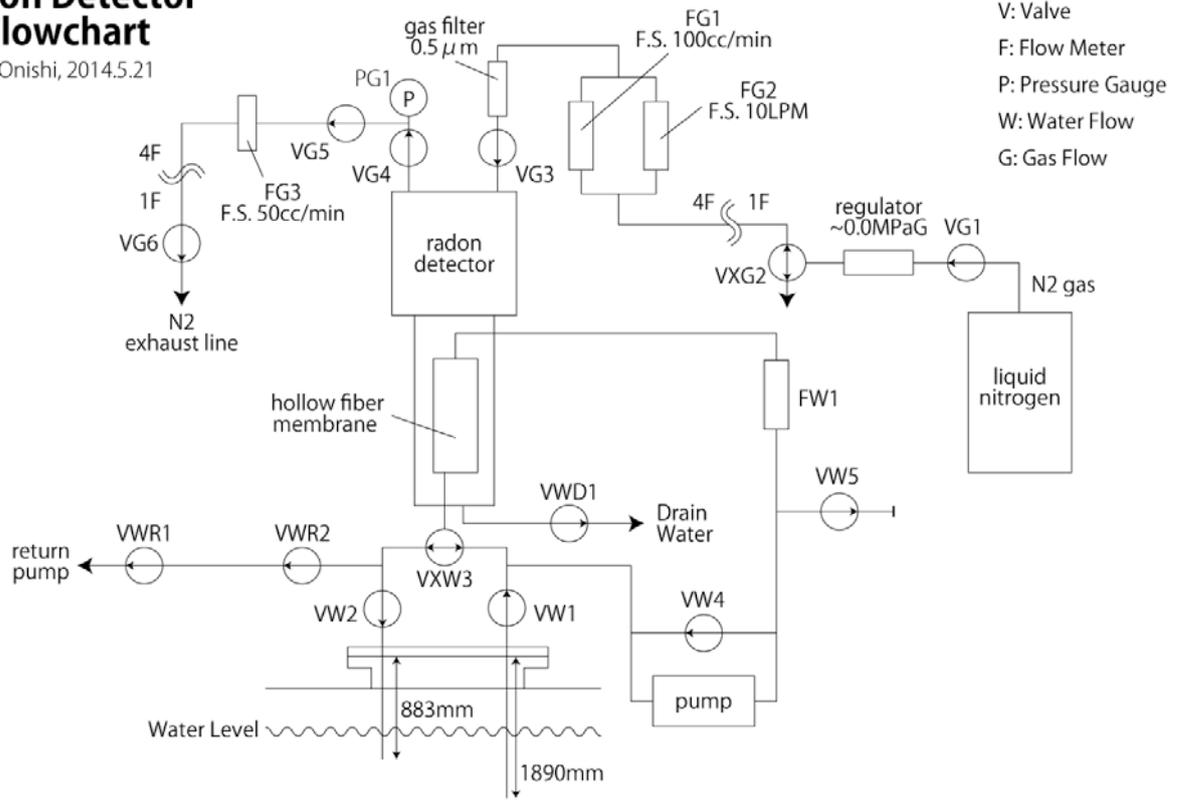 on Detector
lowchart
Onishi, 2014.5.21
V: Valve
F: Flow Meter
P: Pressure Gauge
W: Water Flow
G: Gas Flow
gas filter
0.5μm
FG1
F.S. 100cc/min
FG2
F.S. 10LPM
PG1
P
VG5
VG4
VG3
4F
1F
FG3
F.S. 50cc/min
VG6
N2
exhaust line
radon
detector
4F
1F
regulator
~0.0MPaG
VG1
VXG2
N2 gas
liquid
nitrogen
hollow fiber
membrane
FW1
VW5
VWD1
Drain
Water
return
pump
VWR1
VWR2
VXW3
VW2
VW1
VW4
pump
883mm
Water Level
1890mm